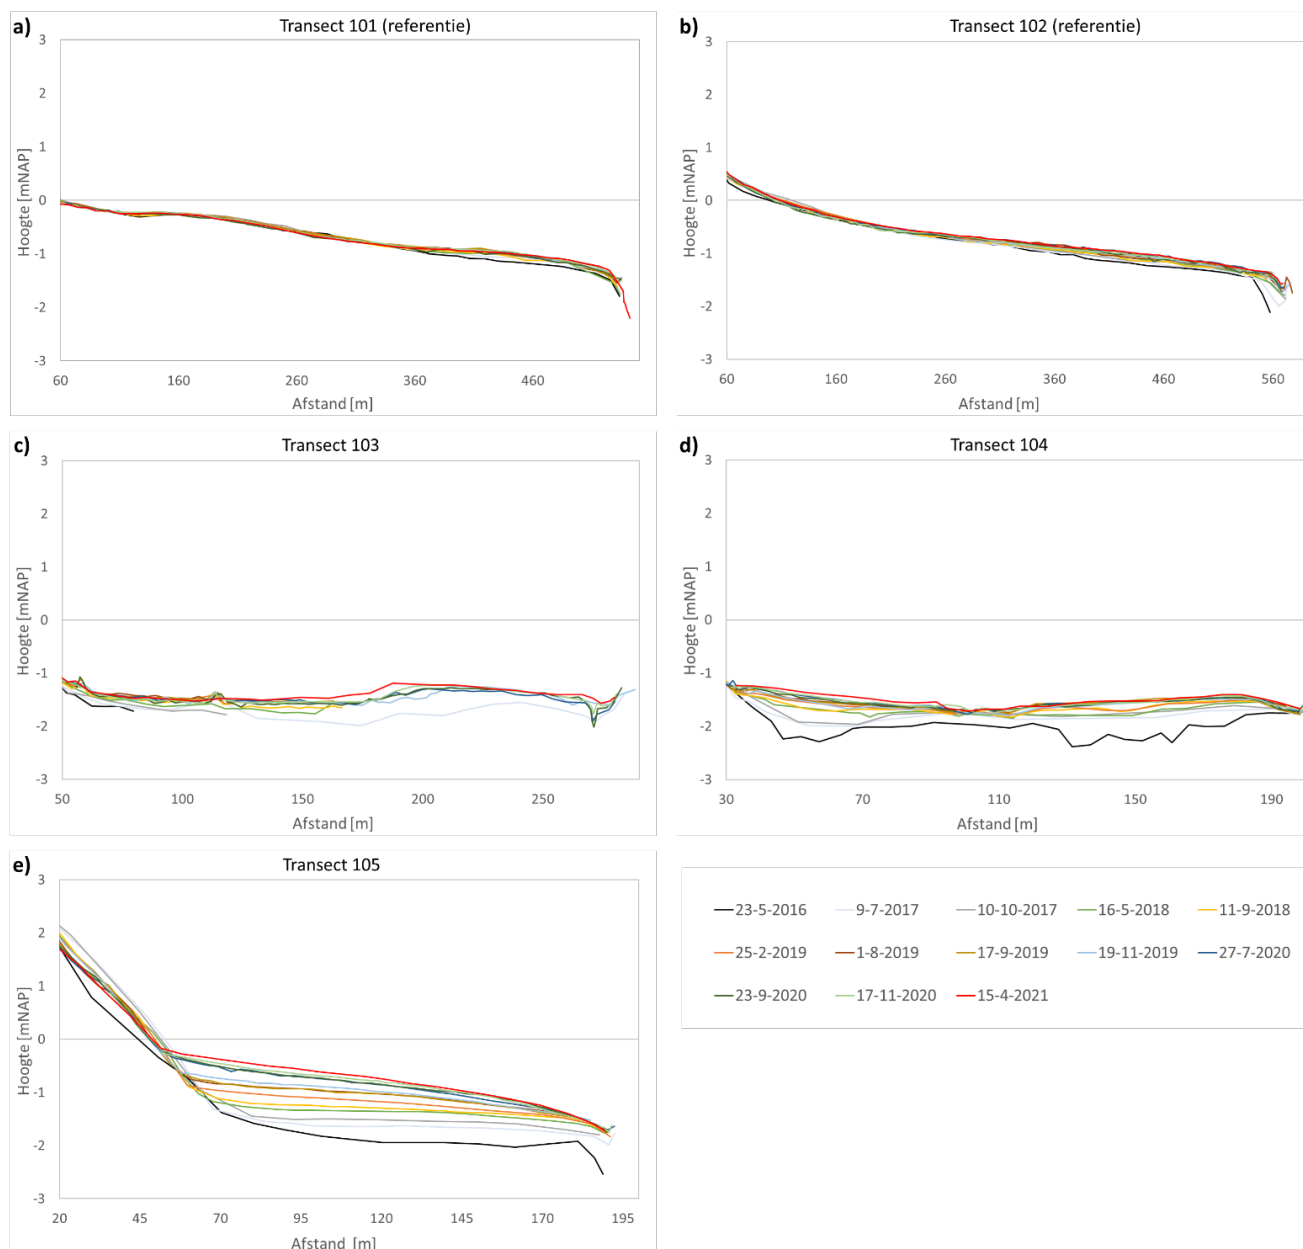 a)
Transect 101 (referentie)
3
2
1
0
-1
-2
-3
Hoogte [mNAP]
60
160
260
360
460
Afstand [m]
b)
Transect 102 (referentie)
3
2
1
0
-1
-2
-3
Hoogte [mNAP]
60
160
260
360
460
560
Afstand [m]
c)
Transect 103
3
2
1
0
-1
-2
-3
Hoogte [mNAP]
50
100
150
200
250
Afstand [m]
d)
Transect 104
3
2
1
0
-1
-2
-3
Hoogte [mNAP]
30
70
110
150
190
Afstand [m]
e)
Transect 105
3
2
1
0
-1
-2
-3
Hoogte [mNAP]
20
45
70
95
120
145
170
195
Afstand [m]
23-5-2016 9-7-2017 10-10-2017 16-5-2018 11-9-2018
25-2-2019 1-8-2019 17-9-2019 19-11-2019 27-7-2020
23-9-2020 17-11-2020 15-4-2021